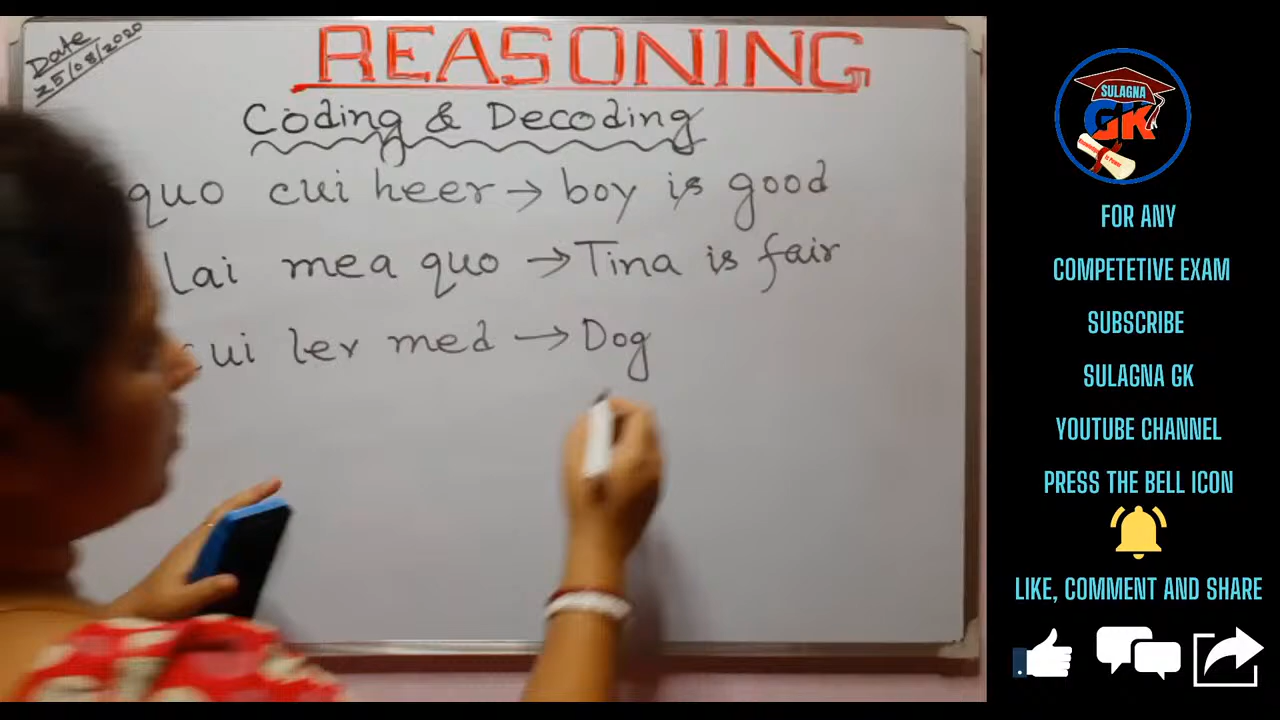 Date
25/08/2020
REASONING
Coding & Decoding
quo cui heer → boy is good
Lai mea quo → Tina is fair
cui ler med → Dog
SULAGNA
GK
FOR ANY
COMPETETIVE EXAM
SUBSCRIBE
SULAGNA GK
YOUTUBE CHANNEL
PRESS THE BELL ICON
LIKE, COMMENT AND SHARE